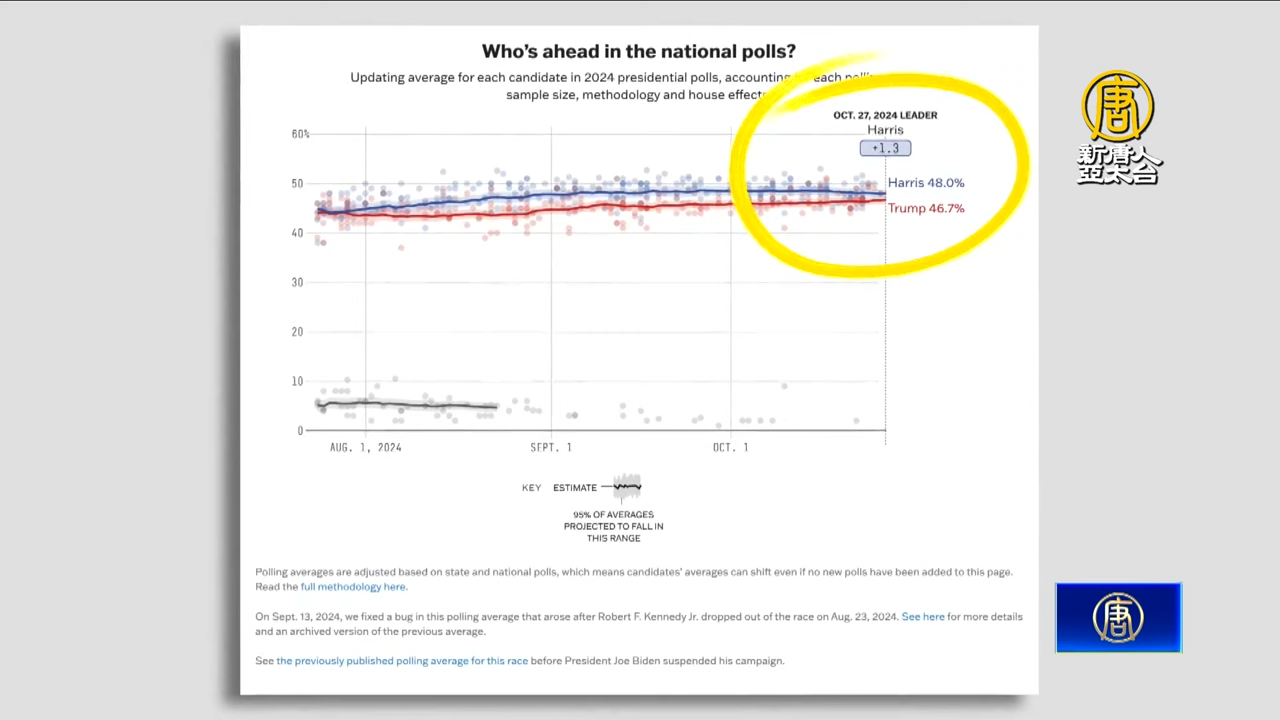 Who's ahead in the national polls?
Updating average for each candidate in 2024 presidential polls, accounting each
sample size, methodology and house effects
OCT. 27, 2024 LEADER
Harris
+1.3
60%
50
Harris 48.0%
Trump 46.7%
40
30
20
10
0
AUG. 1, 2024 SEPT. 1 OCT. 1
KEY ESTIMATE
95% OF AVERAGES
PROJECTED TO FALL IN
THIS RANGE
Polling averages are adjusted based on state and national polls, which means candidates' averages can shift even if no new polls have been added to this page.
Read the full methodology here.
On Sept. 13, 2024, we fixed a bug in this polling average that arose after Robert F. Kennedy Jr. dropped out of the race on Aug. 23, 2024. See here for more details
and an archived version of the previous average.
See the previously published polling average for this race before President Joe Biden suspended his campaign.
唐
新唐人
亞太台
唐